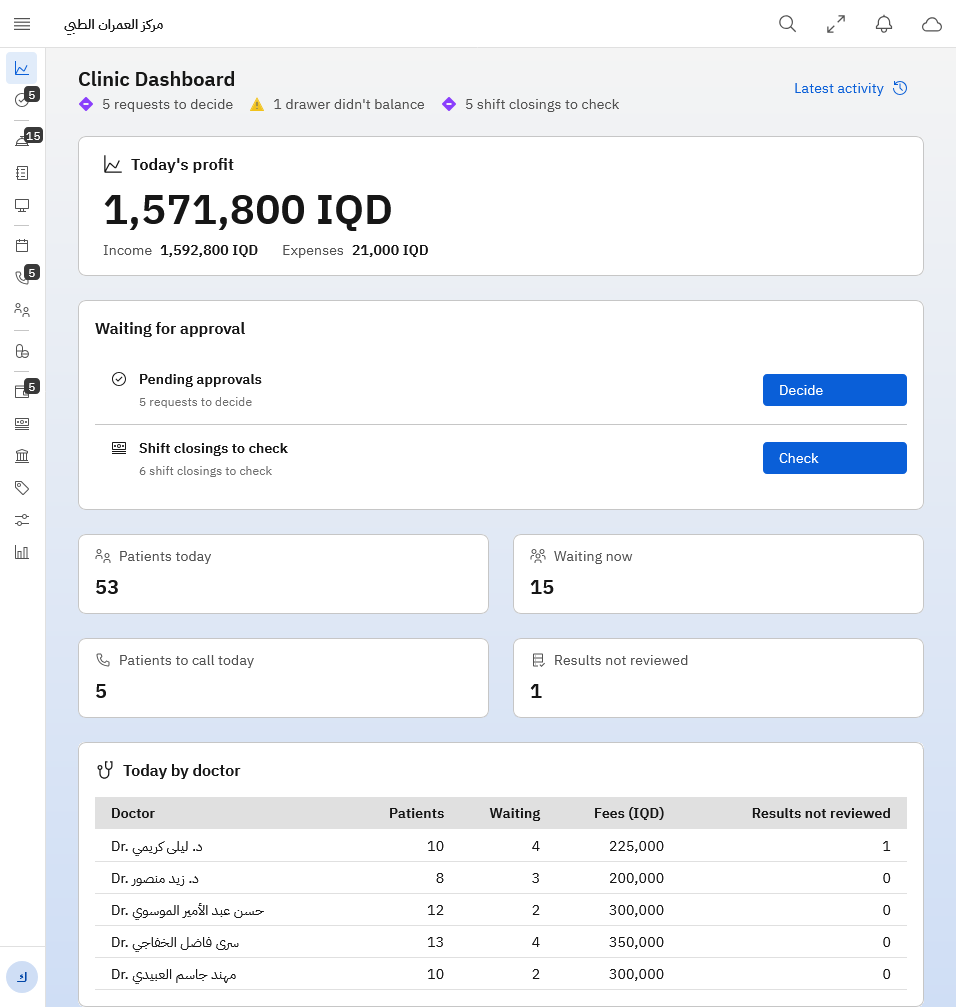 مركز العمران الطبي
5
15
5
5
ك
Clinic Dashboard
5 requests to decide
1 drawer didn't balance
5 shift closings to check
Latest activity
Today's profit
1,571,800 IQD
Income 1,592,800 IQD Expenses 21,000 IQD
Waiting for approval
Pending approvals
5 requests to decide
Decide
Shift closings to check
6 shift closings to check
Check
Patients today
53
Waiting now
15
Patients to call today
5
Results not reviewed
1
Today by doctor
Doctor Patients Waiting Fees (IQD) Results not reviewed
Dr. د. ليلى كريمي 10 4 225,000 1
Dr. د. زيد منصور 8 3 200,000 0
Dr. حسن عبد الأمير الموسوي 12 2 300,000 0
Dr. سرى فاضل الخفاجي 13 4 350,000 0
Dr. مهند جاسم العبيدي 10 2 300,000 0